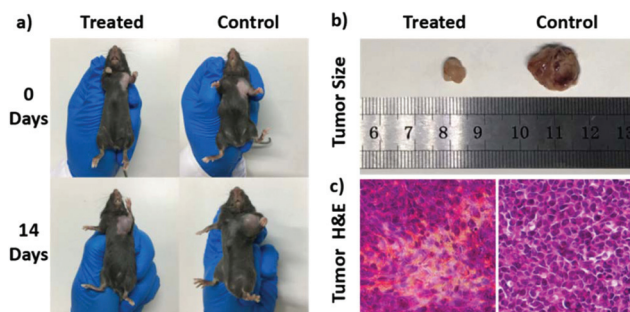 a)
Treated
Control
0
Days
14
Days
b)
Treated
Control
Tumor Size
6 7 8 9 10 11 12 13
c)
Tumor H&E